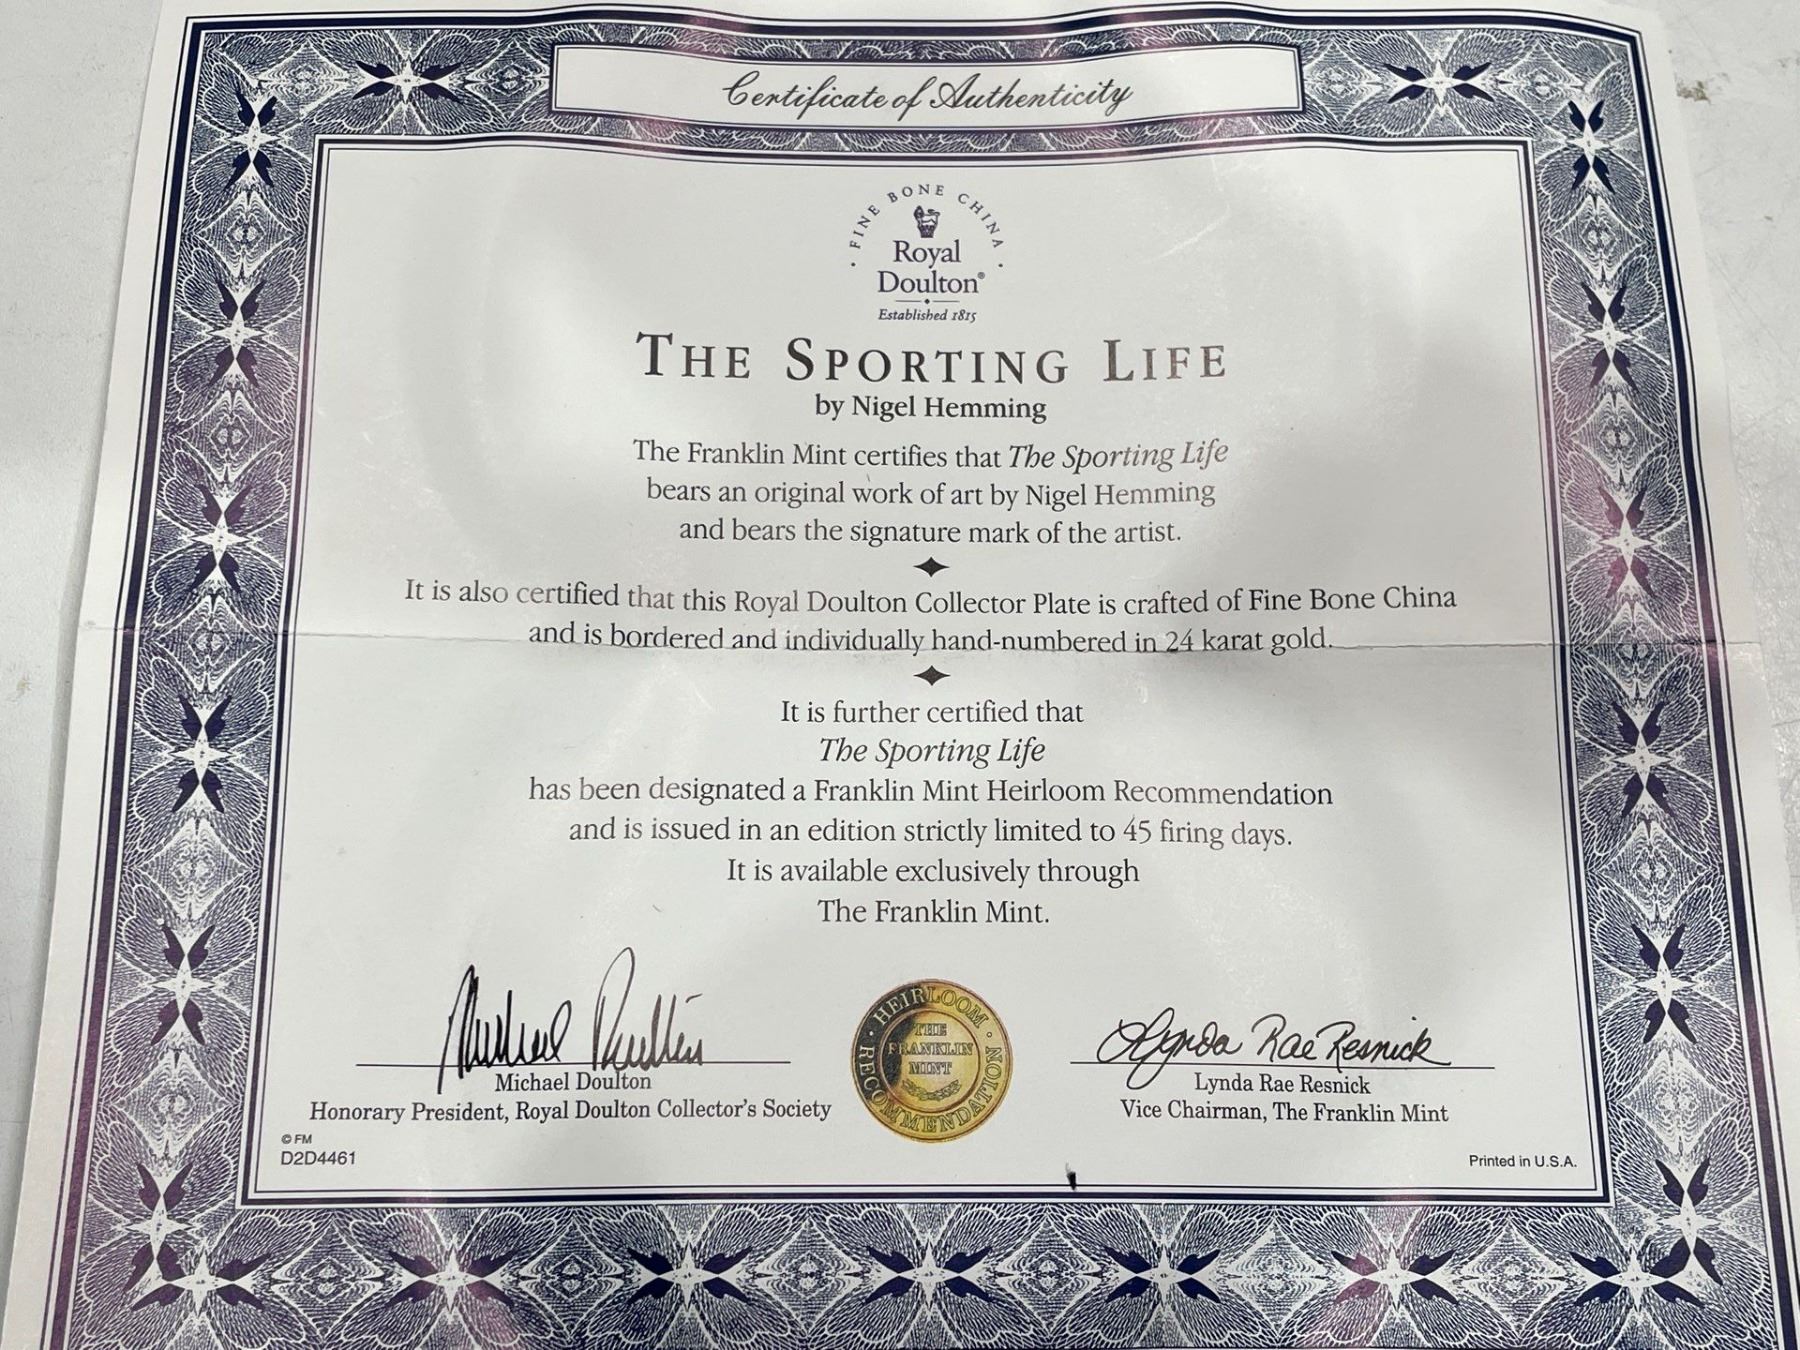 Certificate of Authenticity
· FINE BONE CHINA ·
Royal
Doulton®
Established 1815
THE SPORTING LIFE
by Nigel Hemming
The Franklin Mint certifies that The Sporting Life
bears an original work of art by Nigel Hemming
and bears the signature mark of the artist.
It is also certified that this Royal Doulton Collector Plate is crafted of Fine Bone China
and is bordered and individually hand-numbered in 24 karat gold.
It is further certified that
The Sporting Life
has been designated a Franklin Mint Heirloom Recommendation
and is issued in an edition strictly limited to 45 firing days.
It is available exclusively through
The Franklin Mint.
Michael Doulton
Michael Doulton
Honorary President, Royal Doulton Collector's Society
· HEIRLOOM · RECOMMENDATION
THE
FRANKLIN
MINT
Lynda Rae Resnick
Lynda Rae Resnick
Vice Chairman, The Franklin Mint
© FM
D2D4461
Printed in U.S.A.